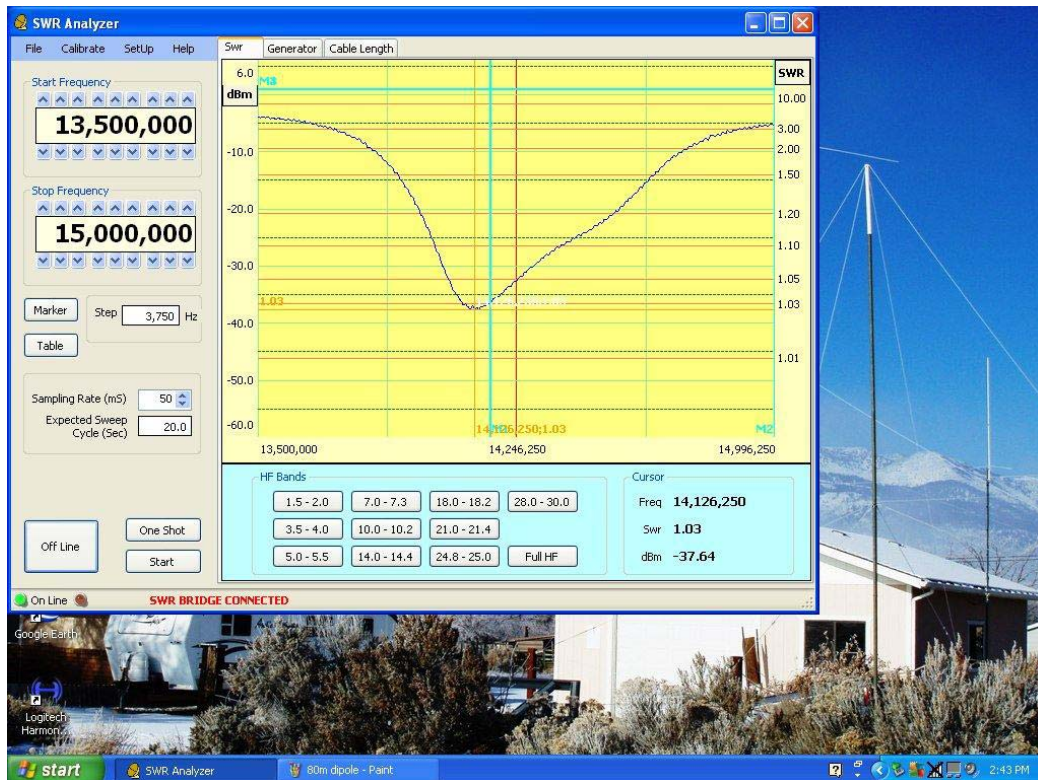 SWR Analyzer
File Calibrate SetUp Help
Swr Generator Cable Length
Start Frequency
13,500,000
Stop Frequency
15,000,000
Marker
Step 3,750 Hz
Table
Sampling Rate (mS) 50
Expected Sweep
Cycle (Sec) 20.0
Off Line
One Shot
Start
6.0
dBm
-10.0
-20.0
-30.0
-40.0
-50.0
-60.0
M3
1.03
14,126,250;1.03
M2
SWR
10.00
3.00
2.00
1.50
1.20
1.10
1.05
1.03
1.01
13,500,000 14,246,250 14,996,250
HF Bands
1.5 - 2.0 7.0 - 7.3 18.0 - 18.2 28.0 - 30.0
3.5 - 4.0 10.0 - 10.2 21.0 - 21.4
5.0 - 5.5 14.0 - 14.4 24.8 - 25.0 Full HF
Cursor
Freq 14,126,250
Swr 1.03
dBm -37.64
On Line SWR BRIDGE CONNECTED
Google Earth
Logitech
Harmon...
start SWR Analyzer 80m dipole - Paint 2:43 PM